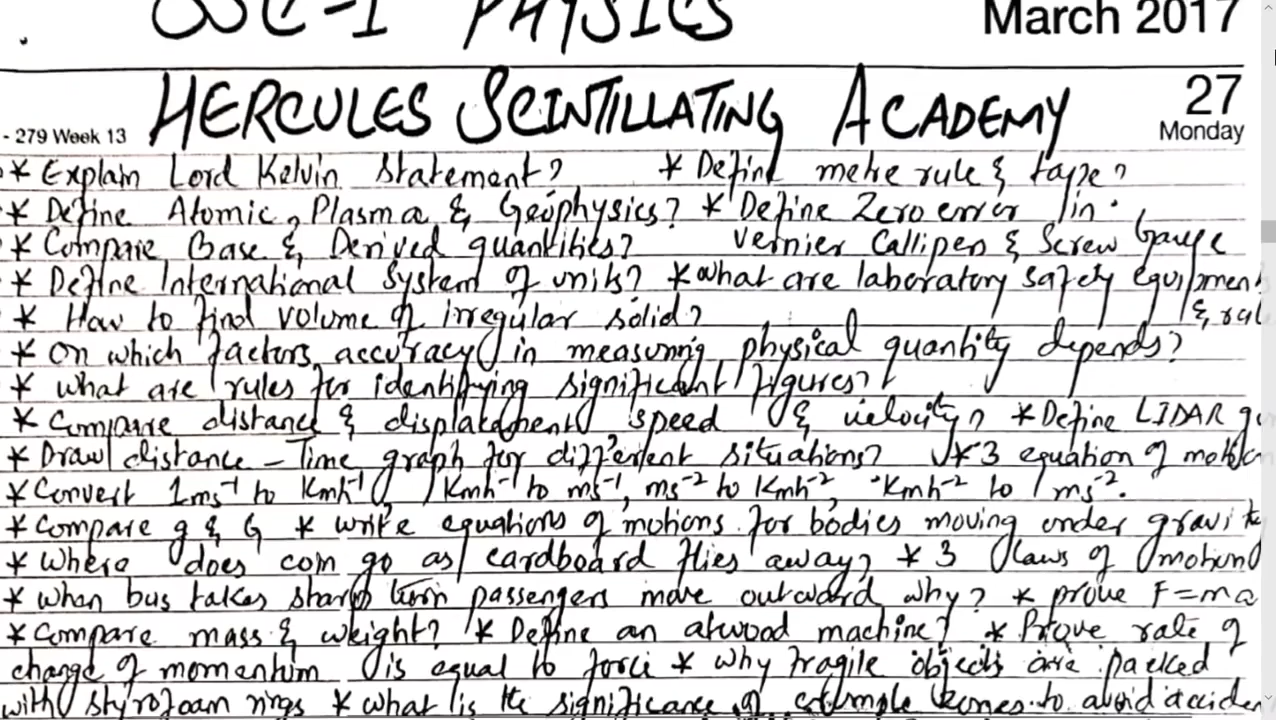 SSC-I PHYSICS March 2017
HERCULES SCINTILLATING ACADEMY 27
- 279 Week 13 Monday
* Explain Lord Kelvin Statement? * Define metre rule & tape?
* Define Atomic, Plasma & Geophysics? * Define Zero error in
* Compare Base & Derived quantities? Vernier Callipers & Screw Gauge
* Define International System of units? * what are laboratory safety equipment
* How to find volume of irregular solid? & rul
* on which factors accuracy in measuring physical quantity depends?
* what are rules for identifying significant figures?
* Compare distance & displacement speed & velocity? * Define LIDAR gu
* Draw distance - Time graph for different situations? * 3 equation of motion
* Convert 1ms⁻¹ to Kmh⁻¹, Kmh⁻¹ to ms⁻¹, ms⁻² to Kmh⁻², Kmh⁻² to ms⁻².
* Compare g & G * write equations of motions for bodies moving under gravity
* Where does com go as cardboard flies away? * 3 laws of motion
* when bus takes sharp turn passengers move outward why? * prove F=ma
* Compare mass & weight? * Define an atwood machine? * Prove rate of
change of momentum is equal to force * why fragile objects are packed
with styrofoam rings * what is the significance of crumple zones to avoid acciden